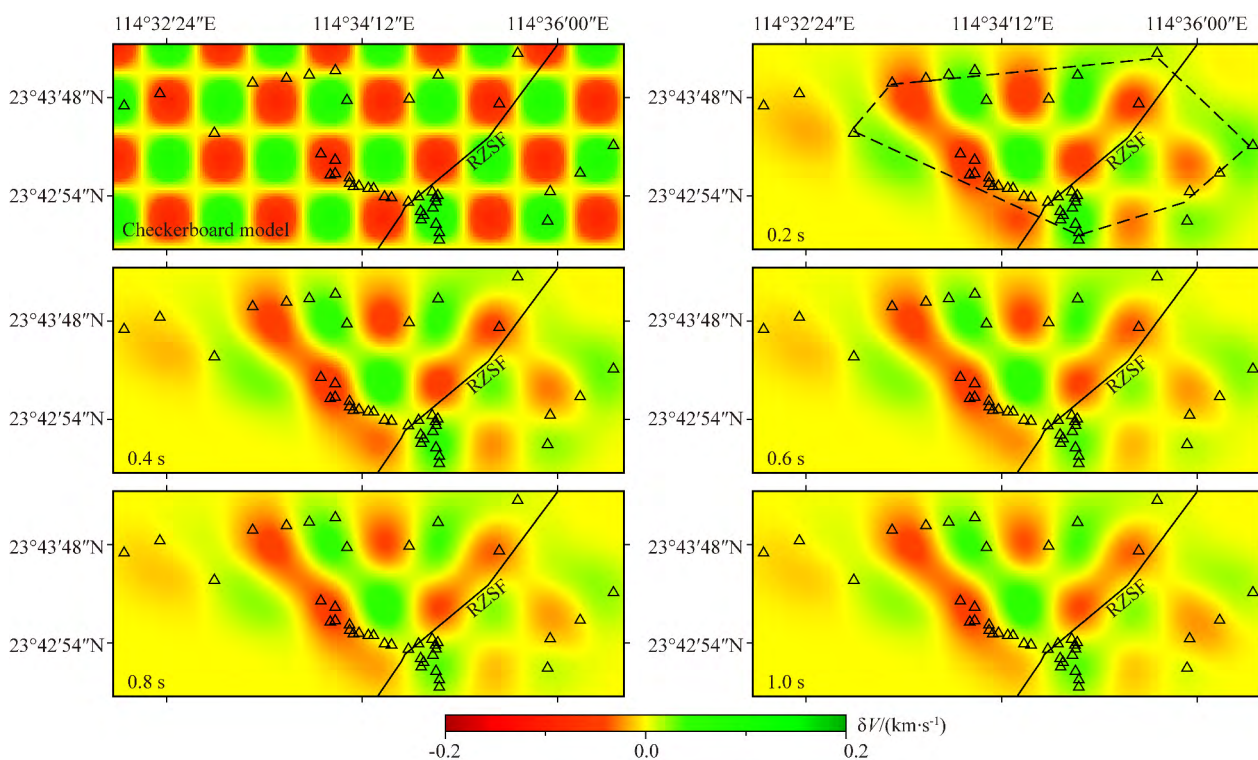 114°32′24″E 114°34′12″E 114°36′00″E 114°32′24″E 114°34′12″E 114°36′00″E
23°43′48″N 23°43′48″N
RZSF RZSF
23°42′54″N 23°42′54″N
Checkerboard model 0.2 s
23°43′48″N 23°43′48″N
RZSF RZSF
23°42′54″N 23°42′54″N
0.4 s 0.6 s
23°43′48″N 23°43′48″N
RZSF RZSF
23°42′54″N 23°42′54″N
0.8 s 1.0 s
δV/(km·s⁻¹)
-0.2 0.0 0.2